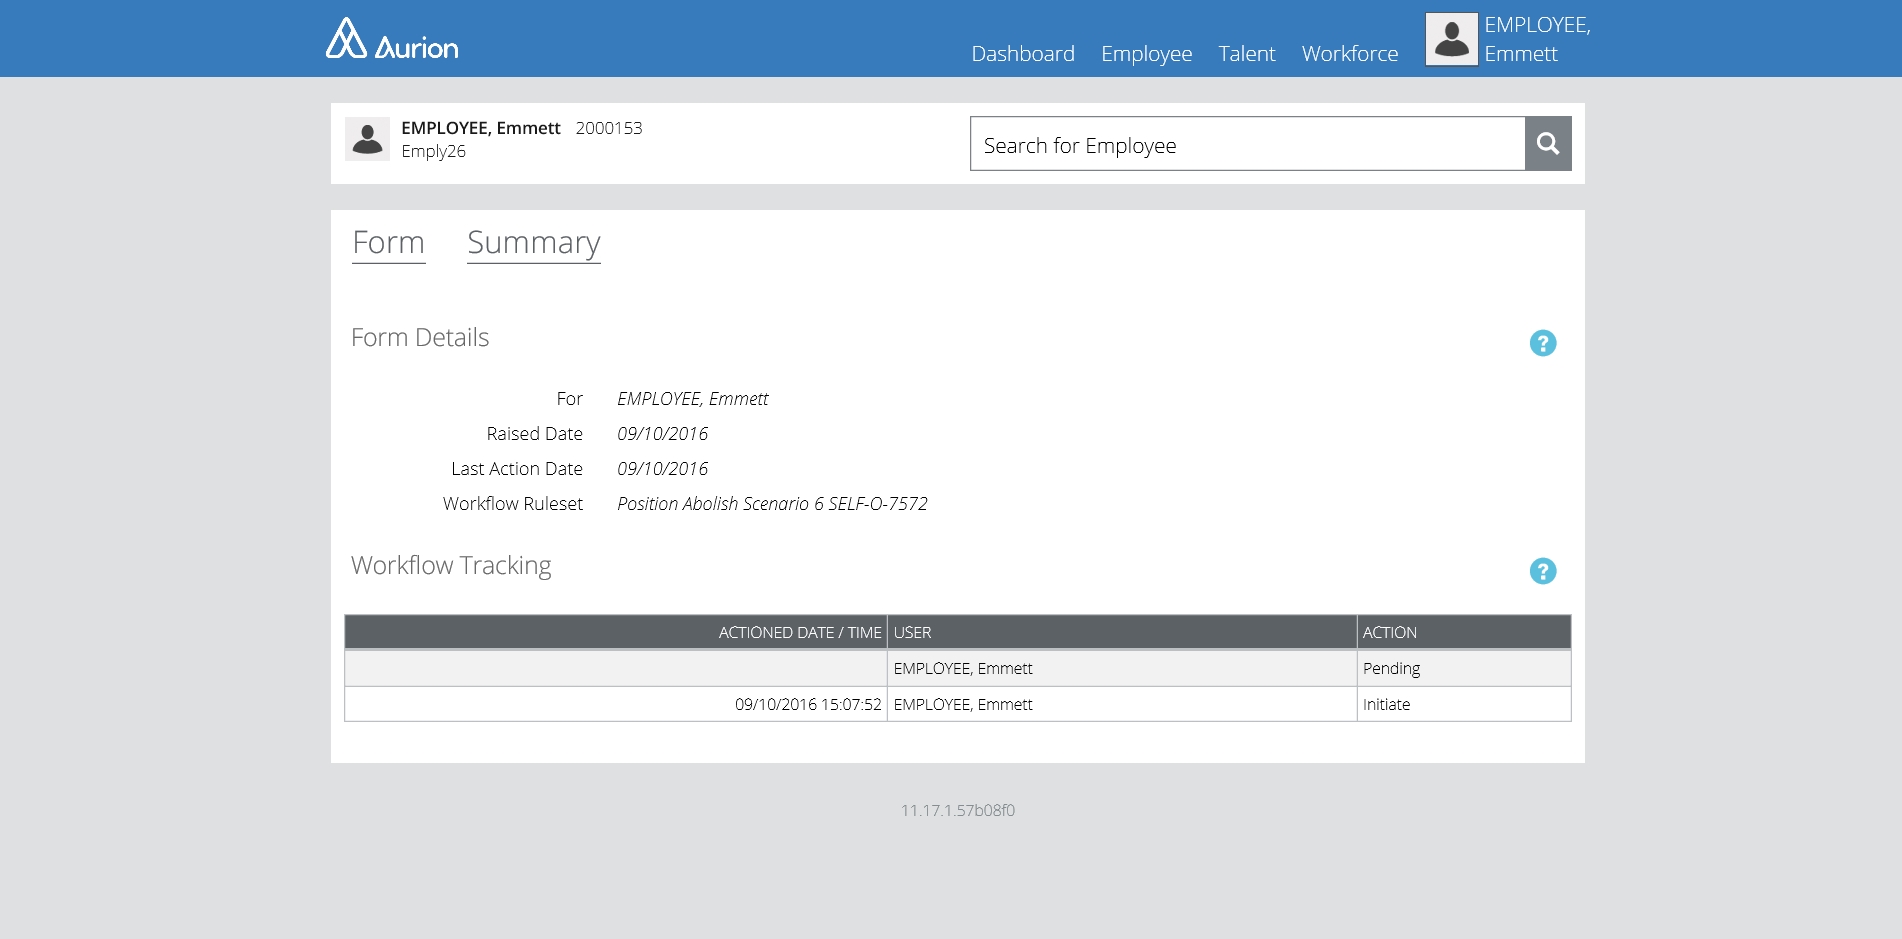 Aurion
Dashboard Employee Talent Workforce EMPLOYEE,
Emmett
EMPLOYEE, Emmett 2000153
Emply26
Search for Employee
Form Summary
Form Details
?
For EMPLOYEE, Emmett
Raised Date 09/10/2016
Last Action Date 09/10/2016
Workflow Ruleset Position Abolish Scenario 6 SELF-O-7572
Workflow Tracking
?
ACTIONED DATE / TIME USER ACTION
EMPLOYEE, Emmett Pending
09/10/2016 15:07:52 EMPLOYEE, Emmett Initiate
11.17.1.57b08f0